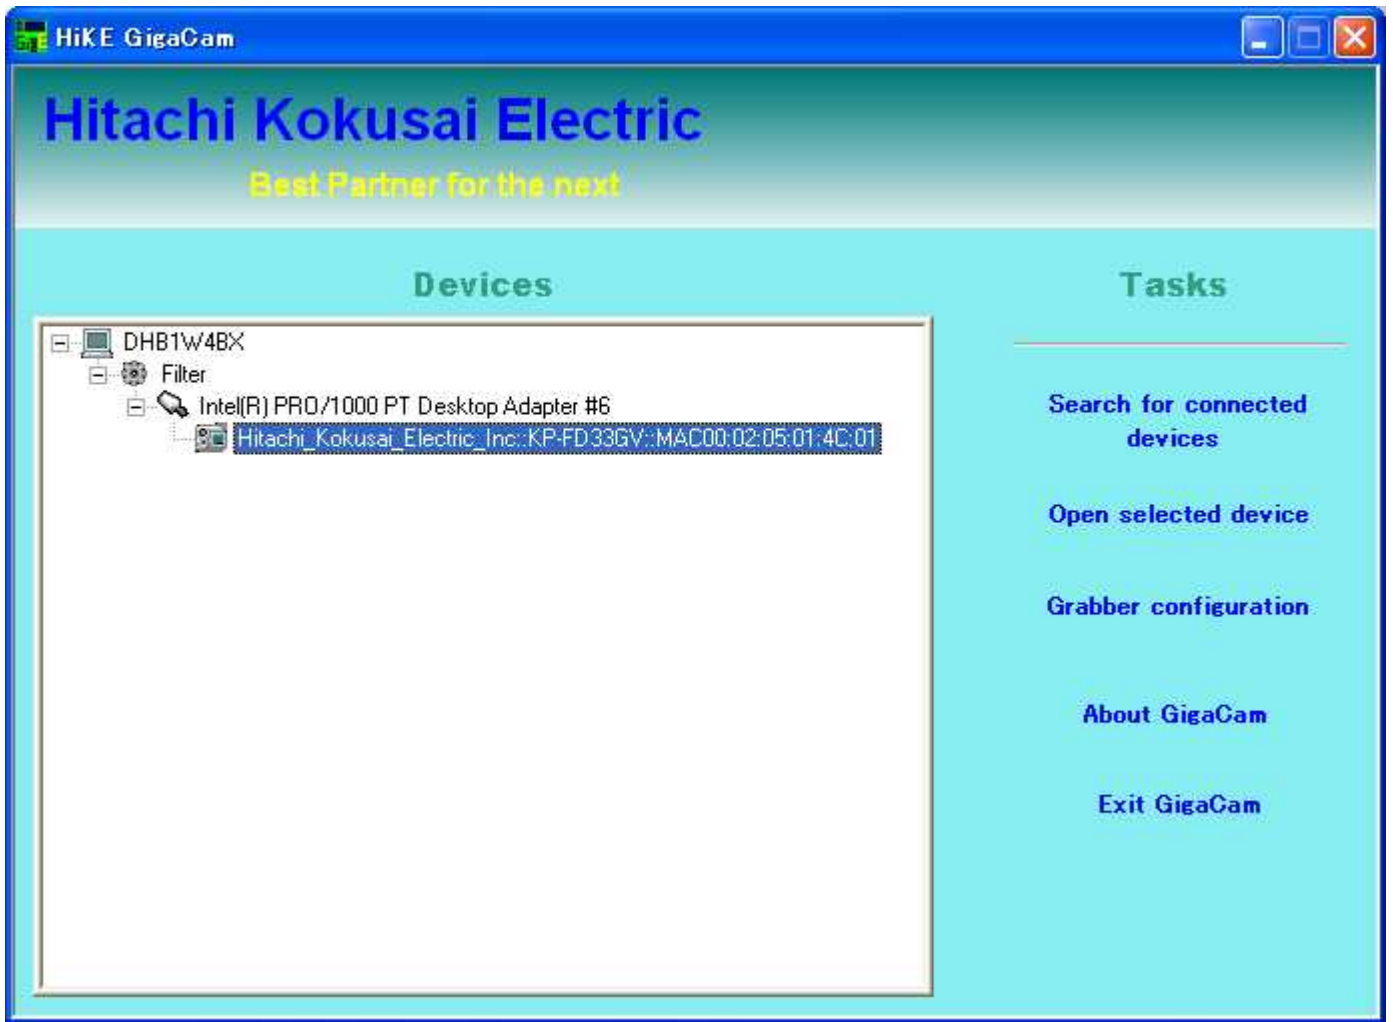 HiKE GigaCam
Hitachi Kokusai Electric
Best Partner for the next
Devices
DHB1W4BX
Filter
Intel(R) PRO/1000 PT Desktop Adapter #6
Hitachi_Kokusai_Electric_Inc::KP-FD33GV::MAC00:02:05:01:4C:01
Tasks
Search for connected
devices
Open selected device
Grabber configuration
About GigaCam
Exit GigaCam